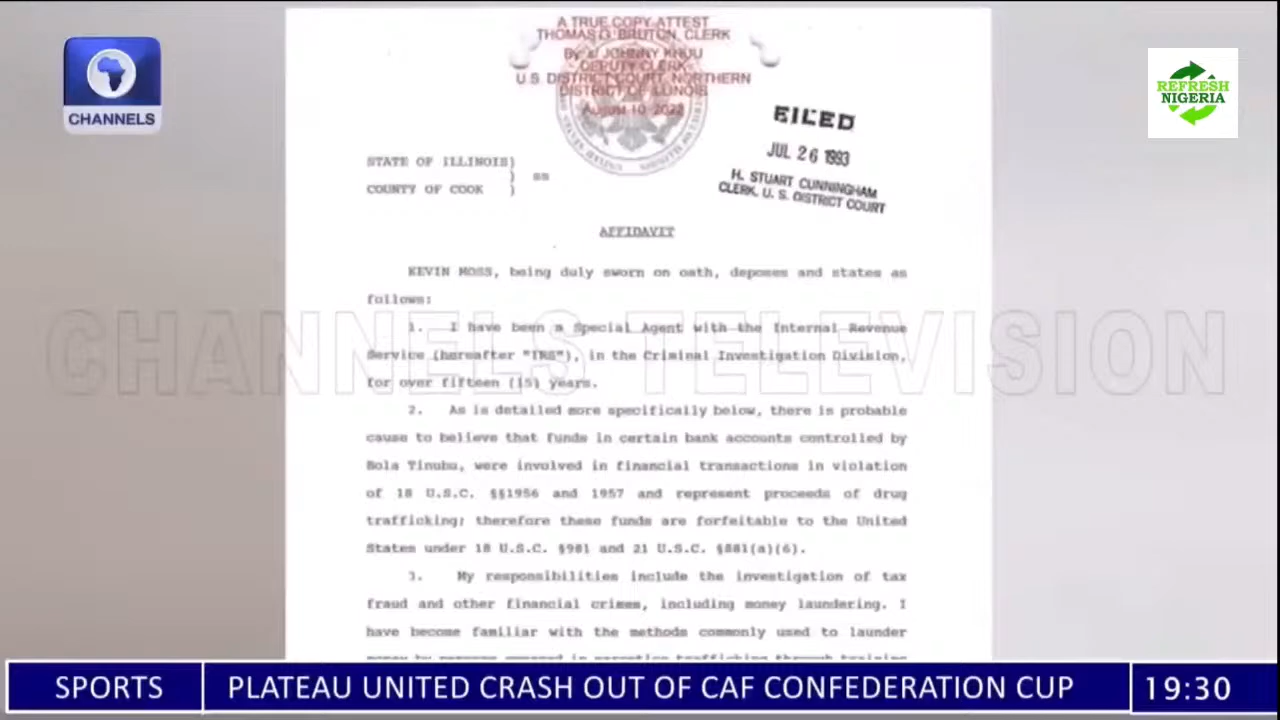 CHANNELS
REFRESH
NIGERIA
A TRUE COPY-ATTEST
THOMAS G. BRUTON, CLERK
By: s/ JOHNNY KHUU
DEPUTY CLERK
U.S. DISTRICT COURT, NORTHERN
DISTRICT OF ILLINOIS
August 10, 2022
FILED
JUL 26 1993
H. STUART CUNNINGHAM
CLERK, U. S. DISTRICT COURT
STATE OF ILLINOIS)
) ss
COUNTY OF COOK )
AFFIDAVIT
KEVIN MOSS, being duly sworn on oath, deposes and states as
follows:
1. I have been a Special Agent with the Internal Revenue
Service (hereafter "IRS"), in the Criminal Investigation Division,
for over fifteen (15) years.
2. As is detailed more specifically below, there is probable
cause to believe that funds in certain bank accounts controlled by
Bola Tinubu, were involved in financial transactions in violation
of 18 U.S.C. §§1956 and 1957 and represent proceeds of drug
trafficking; therefore these funds are forfeitable to the United
States under 18 U.S.C. §981 and 21 U.S.C. §881(a)(6).
3. My responsibilities include the investigation of tax
fraud and other financial crimes, including money laundering. I
have become familiar with the methods commonly used to launder
CHANNELS TELEVISION
SPORTS
PLATEAU UNITED CRASH OUT OF CAF CONFEDERATION CUP
19:30